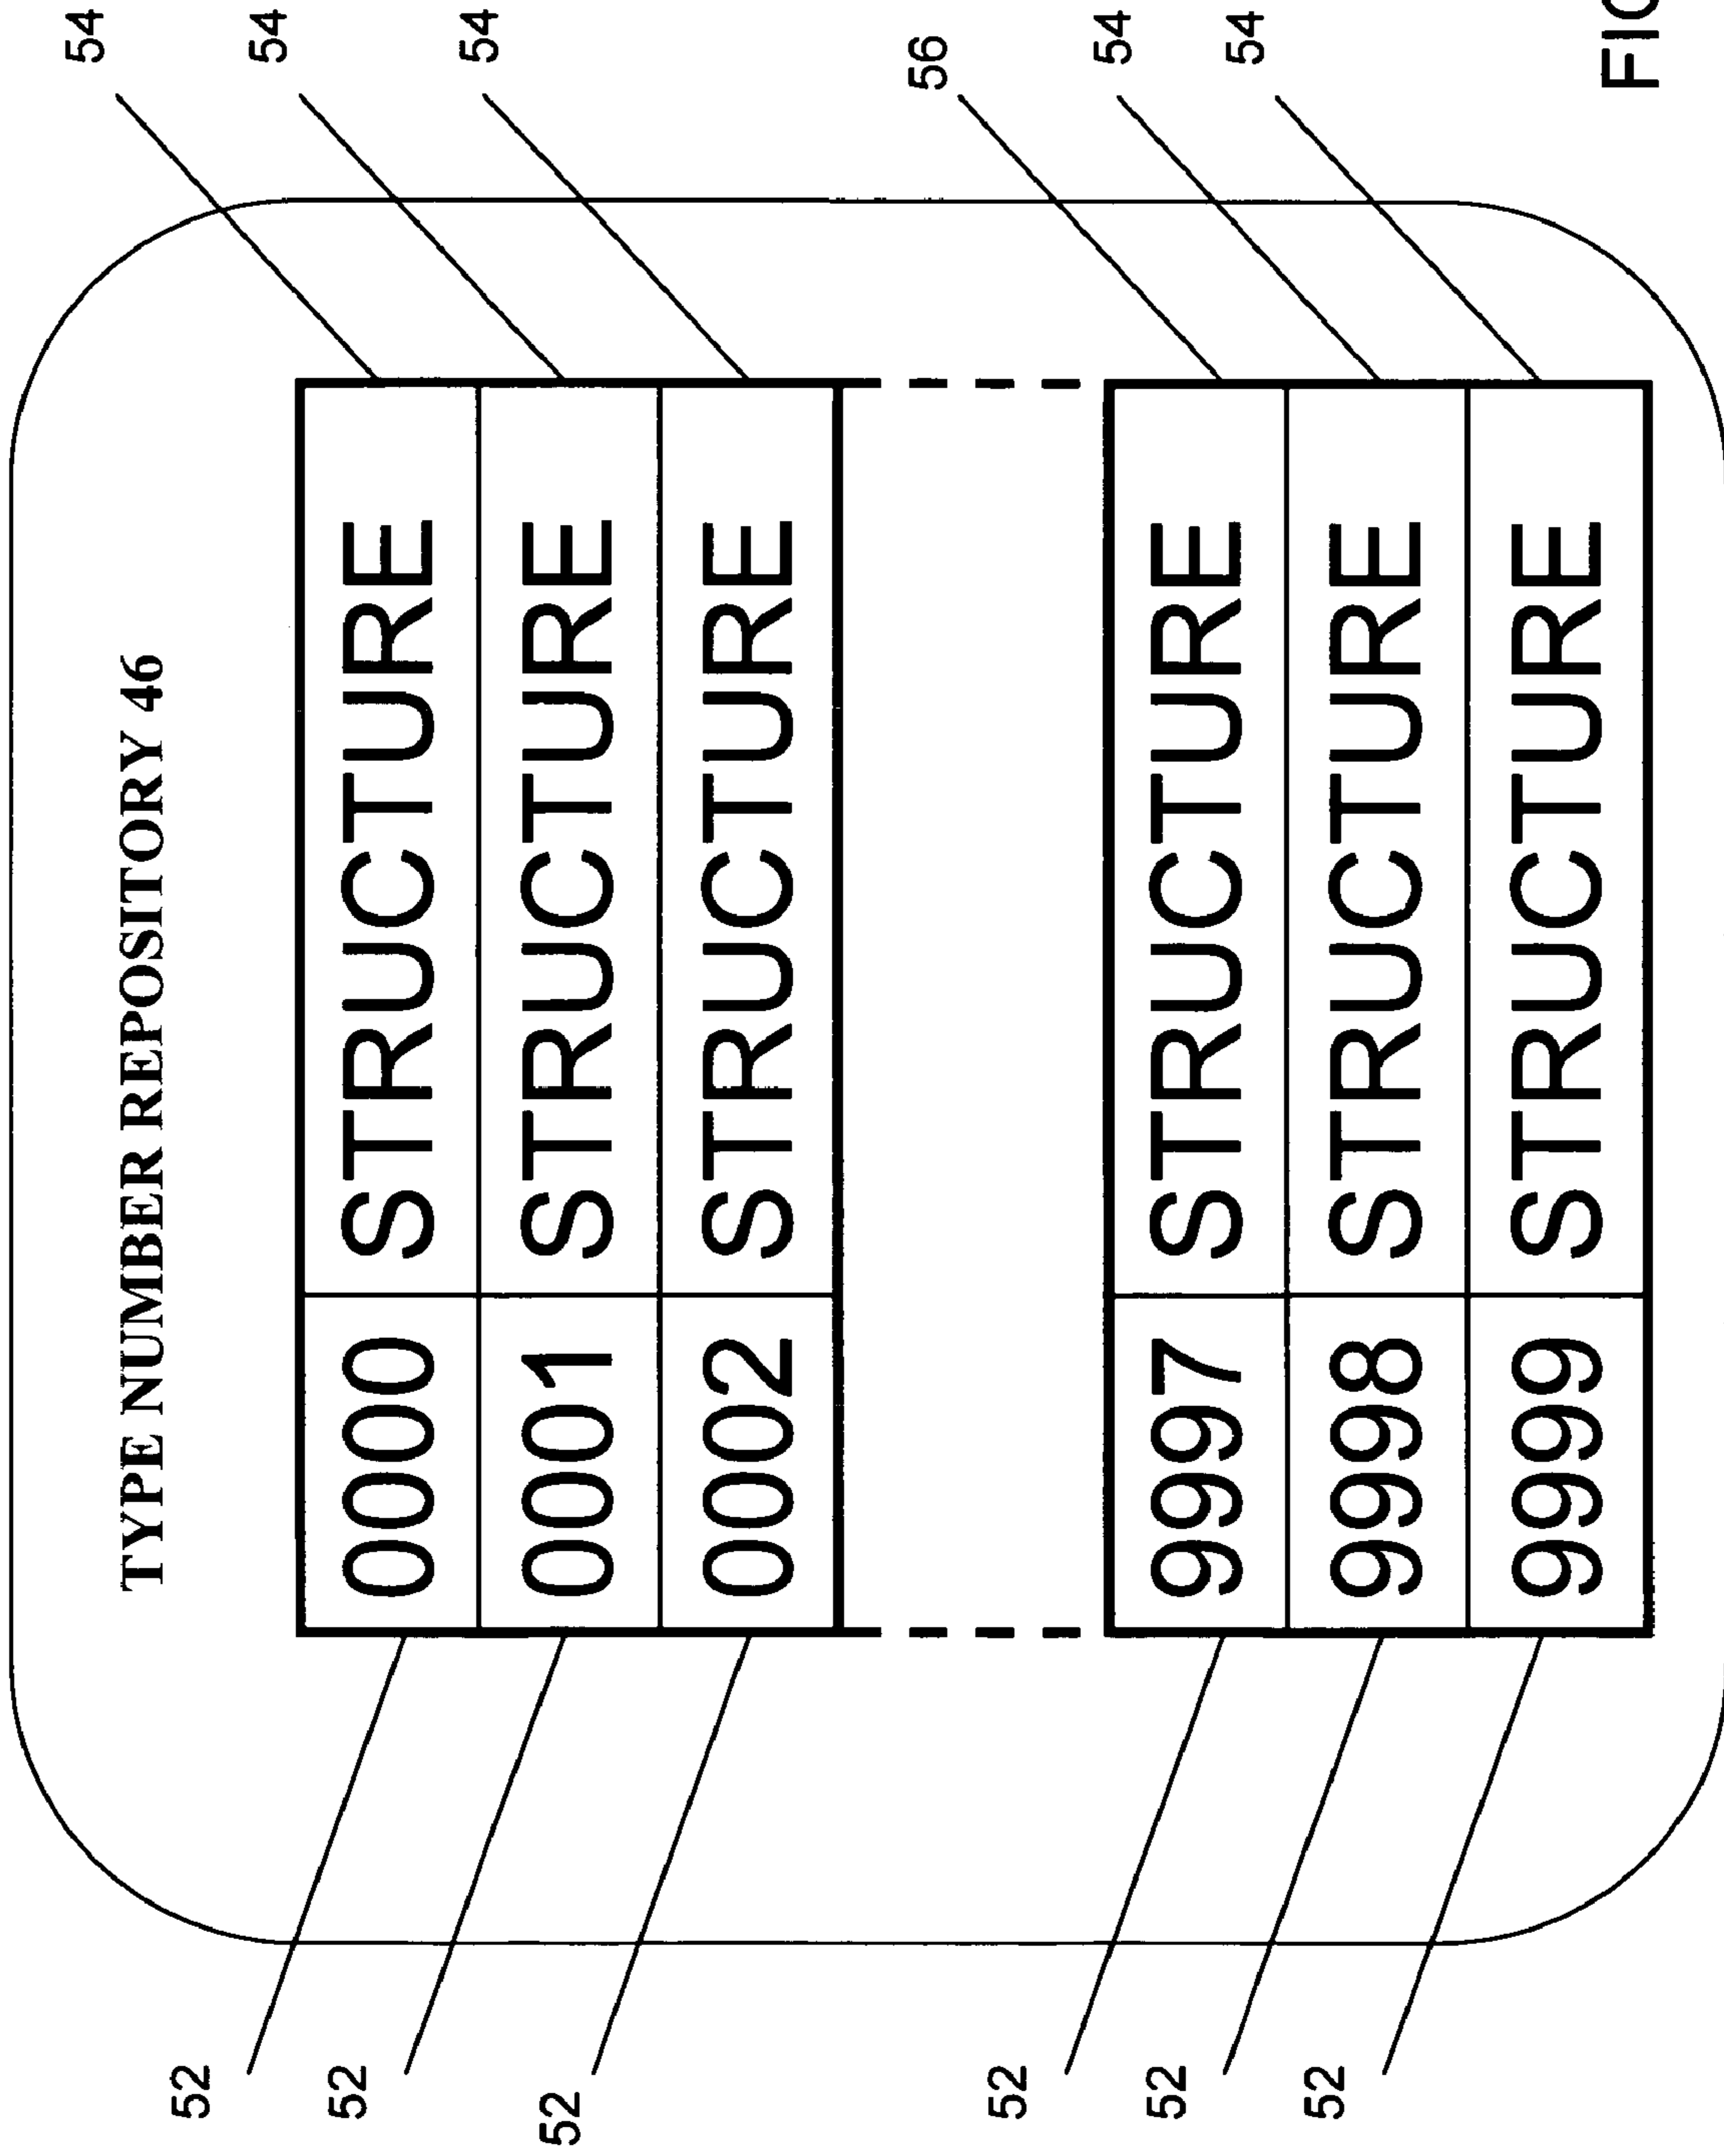 TYPE NUMBER REPOSITORY 46
52 0000 STRUCTURE 54
52 0001 STRUCTURE 54
52 0002 STRUCTURE 54
52 9997 STRUCTURE 56
52 9998 STRUCTURE 54
52 9999 STRUCTURE 54